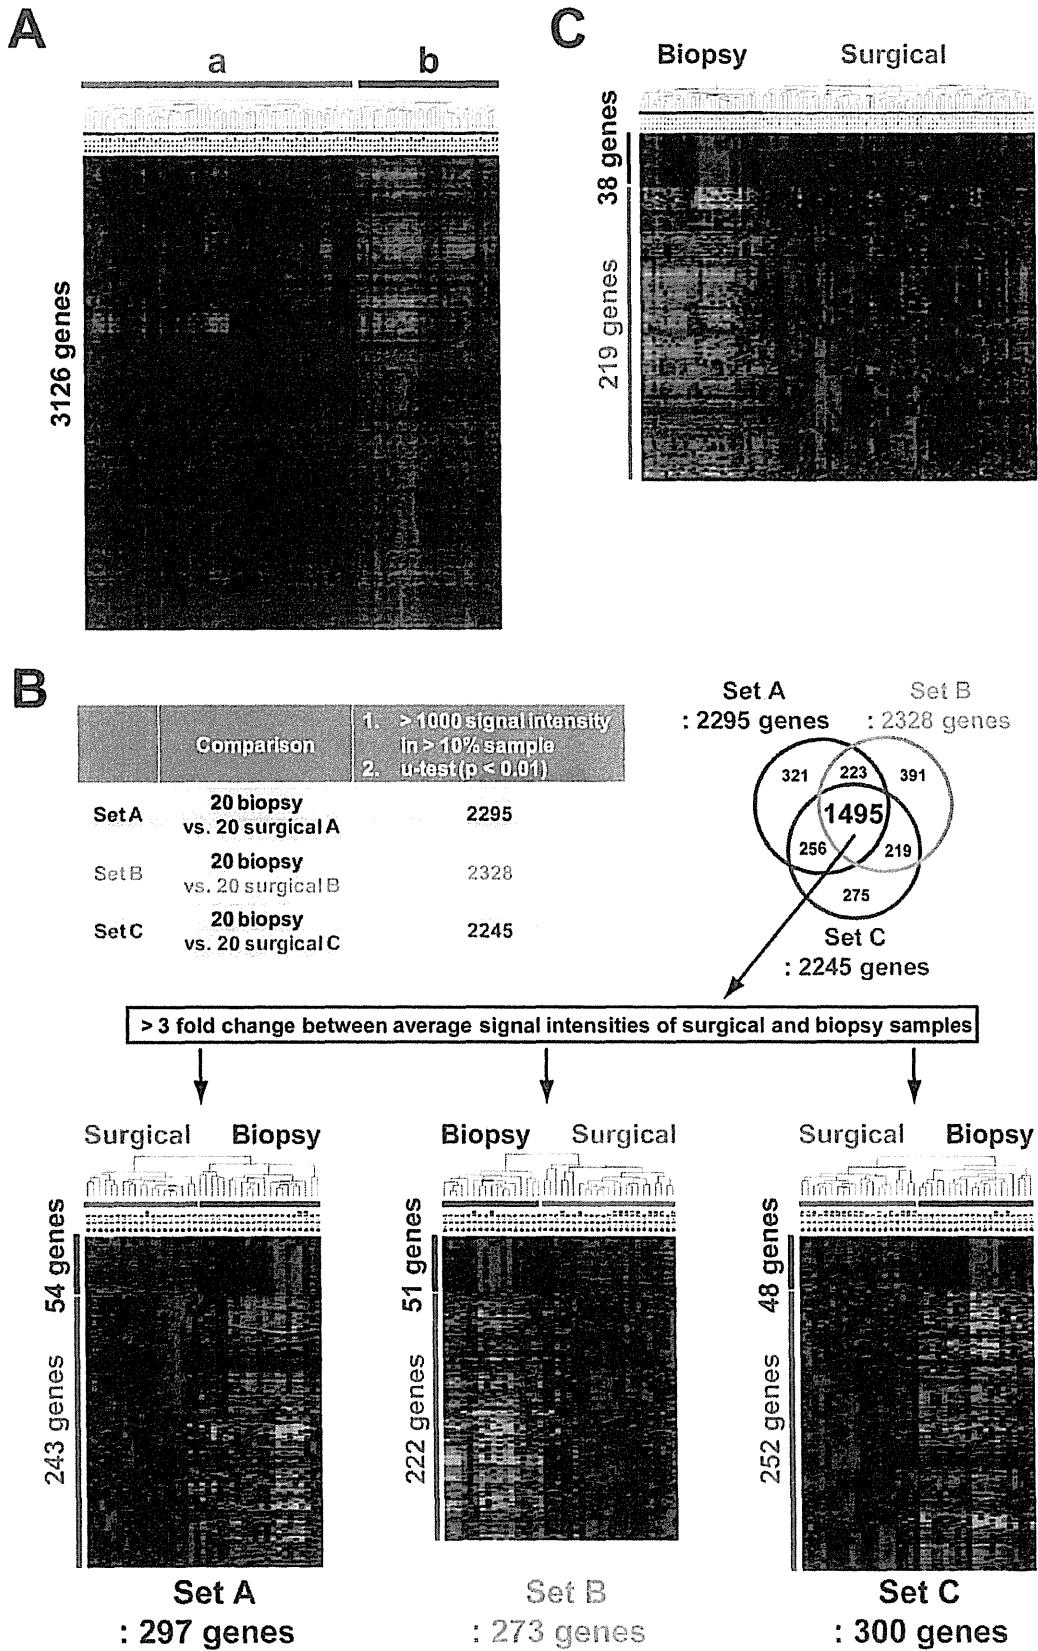 A
a
b
3126 genes
C
Biopsy
Surgical
38 genes
219 genes
B
Comparison
1. > 1000 signal intensity
in > 10% sample
2. u-test (p < 0.01)
Set A
20 biopsy
vs. 20 surgical A
2295
Set B
20 biopsy
vs. 20 surgical B
2328
Set C
20 biopsy
vs. 20 surgical C
2245
Set A
: 2295 genes
Set B
: 2328 genes
321
223
391
1495
256
219
275
Set C
: 2245 genes
> 3 fold change between average signal intensities of surgical and biopsy samples
Surgical
Biopsy
54 genes
243 genes
Set A
: 297 genes
Biopsy
Surgical
51 genes
222 genes
Set B
: 273 genes
Surgical
Biopsy
48 genes
252 genes
Set C
: 300 genes